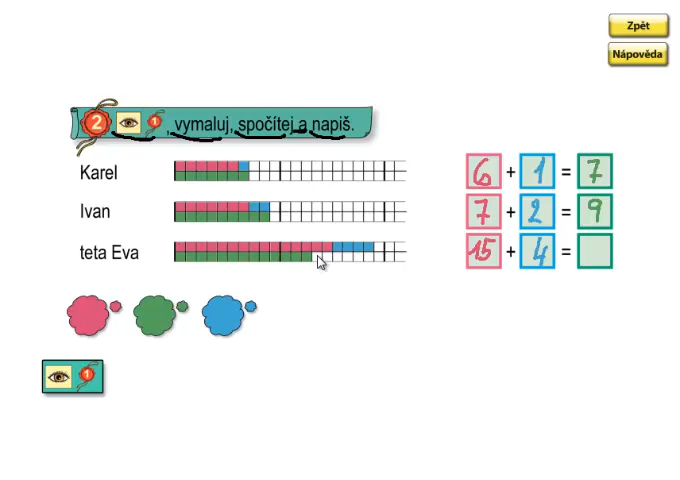 Zpět
Nápověda
2 1 , vymaluj, spočítej a napiš.
Karel 6 + 1 = 7
Ivan 7 + 2 = 9
teta Eva 15 + 4 =
1